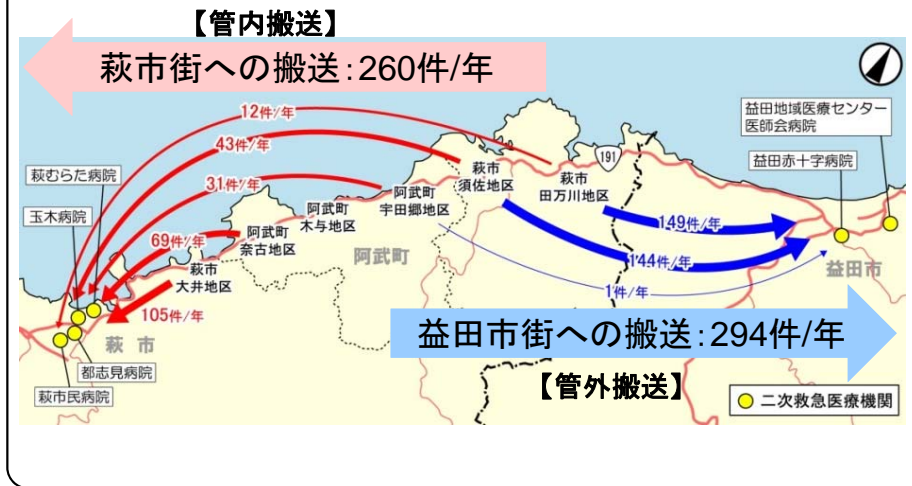 【管内搬送】
萩市街への搬送：260件/年
12件/年
43件/年
31件/年
69件/年
105件/年
萩むらた病院
玉木病院
都志見病院
萩市民病院
萩市
萩市
大井地区
阿武町
奈古地区
阿武町
木与地区
阿武町
宇田郷地区
萩市
須佐地区
萩市
田万川地区
阿武町
191
益田地域医療センター
医師会病院
益田赤十字病院
149件/年
144件/年
1件/年
益田市
益田市街への搬送：294件/年
【管外搬送】
二次救急医療機関